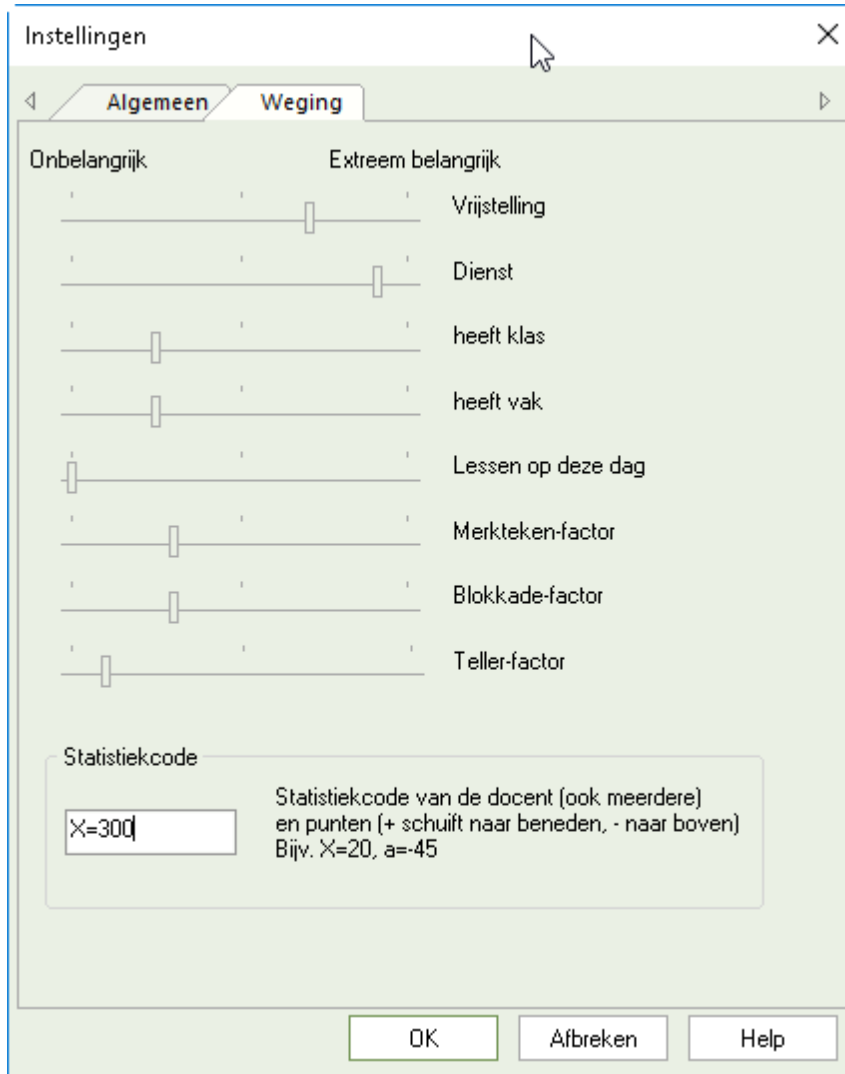 Instellingen
Algemeen Weging
Onbelangrijk Extreem belangrijk
Vrijstelling
Dienst
heeft klas
heeft vak
Lessen op deze dag
Merkteken-factor
Blokkade-factor
Teller-factor
Statistiekcode
X=300
Statistiekcode van de docent (ook meerdere)
en punten (+ schuift naar beneden, - naar boven)
Bijv. X=20, a=-45
OK Afbreken Help